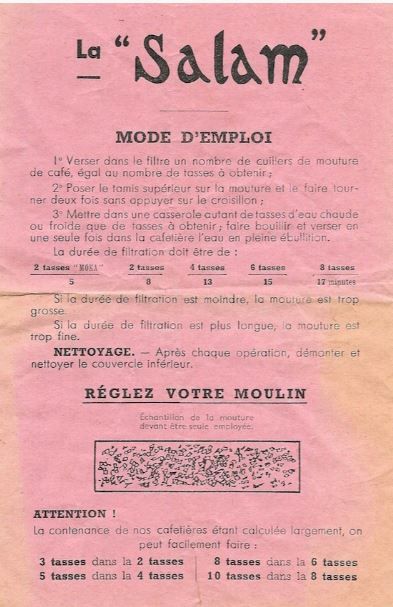 La “Salam”
MODE D'EMPLOI
1º Verser dans le filtre un nombre de cuillers de mouture
de café, égal au nombre de tasses à obtenir ;
2º Poser le tamis supérieur sur la mouture et le faire tour-
ner deux fois sans appuyer sur le croisillon ;
3º Mettre dans une casserole autant de tasses d'eau chaude
ou froide que de tasses à obtenir ; faire bouillir et verser en
une seule fois dans la cafetière l'eau en pleine ébullition.
La durée de filtration doit être de :
2 tasses "MOKA" 2 tasses 4 tasses 6 tasses 8 tasses
5 8 13 15 17 minutes
Si la durée de filtration est moindre, la mouture est trop
grosse.
Si la durée de filtration est plus longue, la mouture est
trop fine.
NETTOYAGE. — Après chaque opération, démonter et
nettoyer le couvercle inférieur.
RÉGLEZ VOTRE MOULIN
Échantillon de la mouture
devant être seule employée.
ATTENTION !
La contenance de nos cafetières étant calculée largement, on
peut facilement faire :
3 tasses dans la 2 tasses 8 tasses dans la 6 tasses
5 tasses dans la 4 tasses 10 tasses dans la 8 tasses